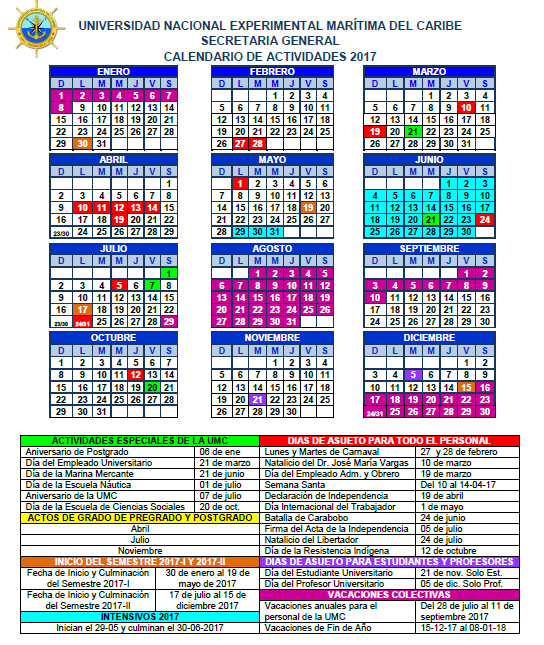 UNIVERSIDAD NACIONAL EXPERIMENTAL MARÍTIMA DEL CARIBE
SECRETARIA GENERAL
CALENDARIO DE ACTIVIDADES 2017
ENERO
D L M M J V S
1 2 3 4 5 6 7
8 9 10 11 12 13 14
15 16 17 18 19 20 21
22 23 24 25 26 27 28
29 30 31
FEBRERO
D L M M J V S
1 2 3 4
5 6 7 8 9 10 11
12 13 14 15 16 17 18
19 20 21 22 23 24 25
26 27 28
MARZO
D L M M J V S
1 2 3 4
5 6 7 8 9 10 11
12 13 14 15 16 17 18
19 20 21 22 23 24 25
26 27 28 29 30 31
ABRIL
D L M M J V S
1
2 3 4 5 6 7 8
9 10 11 12 13 14 15
16 17 18 19 20 21 22
23/30 24 25 26 27 28 29
MAYO
D L M M J V S
1 2 3 4 5 6
7 8 9 10 11 12 13
14 15 16 17 18 19 20
21 22 23 24 25 26 27
28 29 30 31
JUNIO
D L M M J V S
1 2 3
4 5 6 7 8 9 10
11 12 13 14 15 16 17
18 19 20 21 22 23 24
25 26 27 28 29 30
JULIO
D L M M J V S
1
2 3 4 5 6 7 8
9 10 11 12 13 14 15
16 17 18 19 20 21 22
23/30 24/31 25 26 27 28 29
AGOSTO
D L M M J V S
1 2 3 4 5
6 7 8 9 10 11 12
13 14 15 16 17 18 19
20 21 22 23 24 25 26
27 28 29 30 31
SEPTIEMBRE
D L M M J V S
1 2
3 4 5 6 7 8 9
10 11 12 13 14 15 16
17 18 19 20 21 22 23
24 25 26 27 28 29 30
OCTUBRE
D L M M J V S
1 2 3 4 5 6 7
8 9 10 11 12 13 14
15 16 17 18 19 20 21
22 23 24 25 26 27 28
29 30 31
NOVIEMBRE
D L M M J V S
1 2 3 4
5 6 7 8 9 10 11
12 13 14 15 16 17 18
19 20 21 22 23 24 25
26 27 28 29 30
DICIEMBRE
D L M M J V S
1 2
3 4 5 6 7 8 9
10 11 12 13 14 15 16
17 18 19 20 21 22 23
24/31 25 26 27 28 29 30
ACTIVIDADES ESPECIALES DE LA UMC
Aniversario de Postgrado 06 de ene
Día del Empleado Universitario 21 de marzo
Día de la Marina Mercante 21 de junio
Día de la Escuela Náutica 01 de julio
Aniversario de la UMC 07 de julio
Día de la Escuela de Ciencias Sociales 20 de oct.
ACTOS DE GRADO DE PREGRADO Y POSTGRADO
Abril
Julio
Noviembre
INICIO DEL SEMESTRE 2017-I Y 2017-II
Fecha de Inicio y Culminación 30 de enero al 19 de
del Semestre 2017-I mayo de 2017
Fecha de Inicio y Culminación 17 de julio al 15 de
del Semestre 2017-II diciembre 2017
INTENSIVOS 2017
Inician el 29-05 y culminan el 30-06-2017
DIAS DE ASUETO PARA TODO EL PERSONAL
Lunes y Martes de Carnaval 27 y 28 de febrero
Natalicio del Dr. José María Vargas 10 de marzo
Día del Empleado Adm. y Obrero 19 de marzo
Semana Santa Del 10 al 14-04-17
Declaración de Independencia 19 de abril
Día Internacional del Trabajador 1 de mayo
Batalla de Carabobo 24 de junio
Firma del Acta de la Independencia 05 de julio
Natalicio del Libertador 24 de julio
Día de la Resistencia Indígena 12 de octubre
DIAS DE ASUETO PARA ESTUDIANTES Y PROFESORES
Día del Estudiante Universitario 21 de nov. Solo Est.
Día del Profesor Universitario 05 de dic. Solo Prof.
VACACIONES COLECTIVAS
Vacaciones anuales para el Del 28 de julio al 11 de
personal de la UMC septiembre 2017
Vacaciones de Fin de Año 15-12-17 al 08-01-18